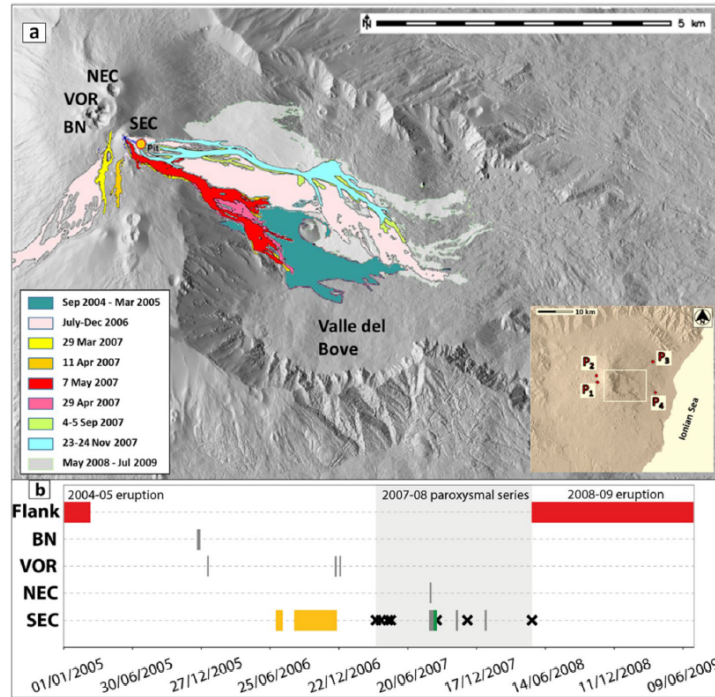 a
N
5 km
NEC
VOR
SEC
BN
Pit
Sep 2004 - Mar 2005
July-Dec 2006
29 Mar 2007
11 Apr 2007
7 May 2007
29 Apr 2007
4-5 Sep 2007
23-24 Nov 2007
May 2008 - Jul 2009
Valle del
Bove
10 km
N
P2
P3
P1
P4
Ionian Sea
b
2004-05 eruption
2007-08 paroxysmal series
2008-09 eruption
Flank
BN
VOR
NEC
SEC
01/01/2005
30/06/2005
27/12/2005
25/06/2006
22/12/2006
20/06/2007
17/12/2007
14/06/2008
11/12/2008
09/06/2009